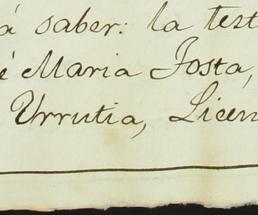 á saber: la test
é Maria Josta,
Urrutia, Licen